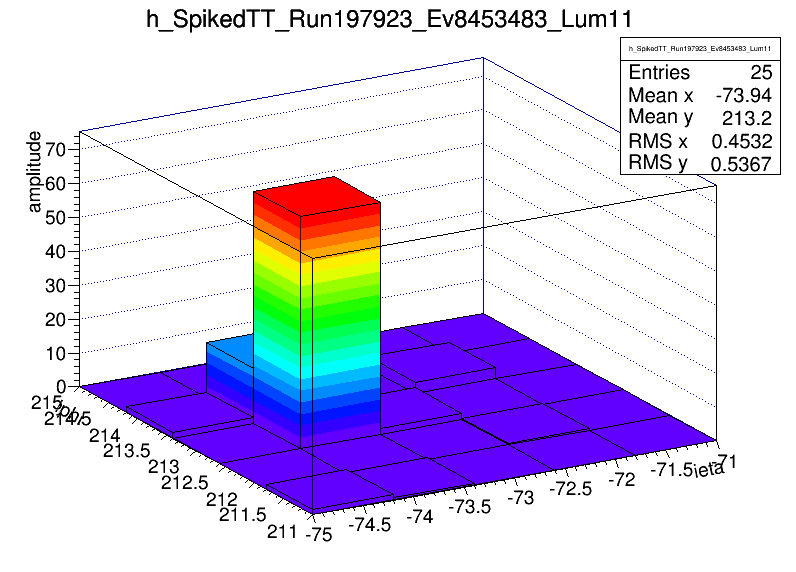 h_SpikedTT_Run197923_Ev8453483_Lum11
h_SpikedTT_Run197923_Ev8453483_Lum11
Entries 25
Mean x -73.94
Mean y 213.2
RMS x 0.4532
RMS y 0.5367
amplitude
70
60
50
40
30
20
10
0
215
214.5
214
213.5
213
212.5
212
211.5
211
-75
-74.5
-74
-73.5
-73
-72.5
-72
-71.5
-71
ieta